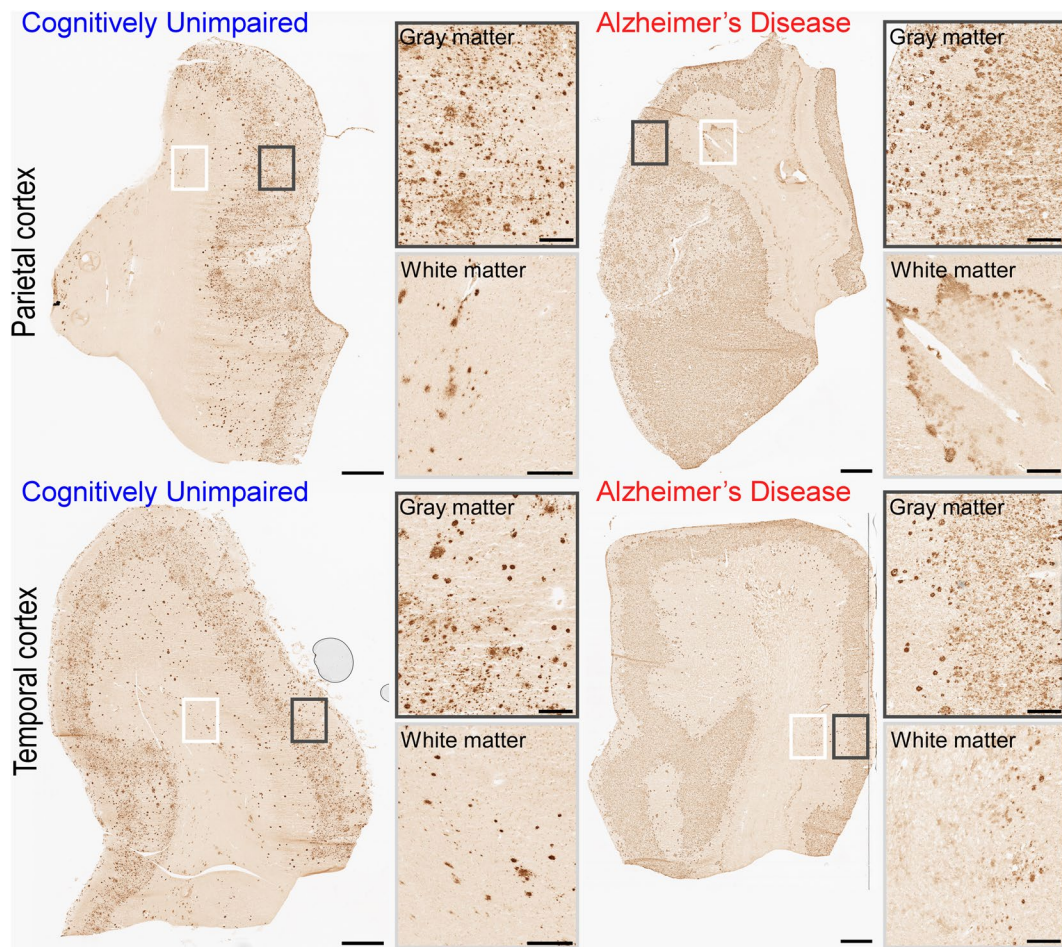 Cognitively Unimpaired
Alzheimer's Disease
Gray matter
Gray matter
Parietal cortex
White matter
White matter
Cognitively Unimpaired
Alzheimer's Disease
Gray matter
Gray matter
Temporal cortex
White matter
White matter